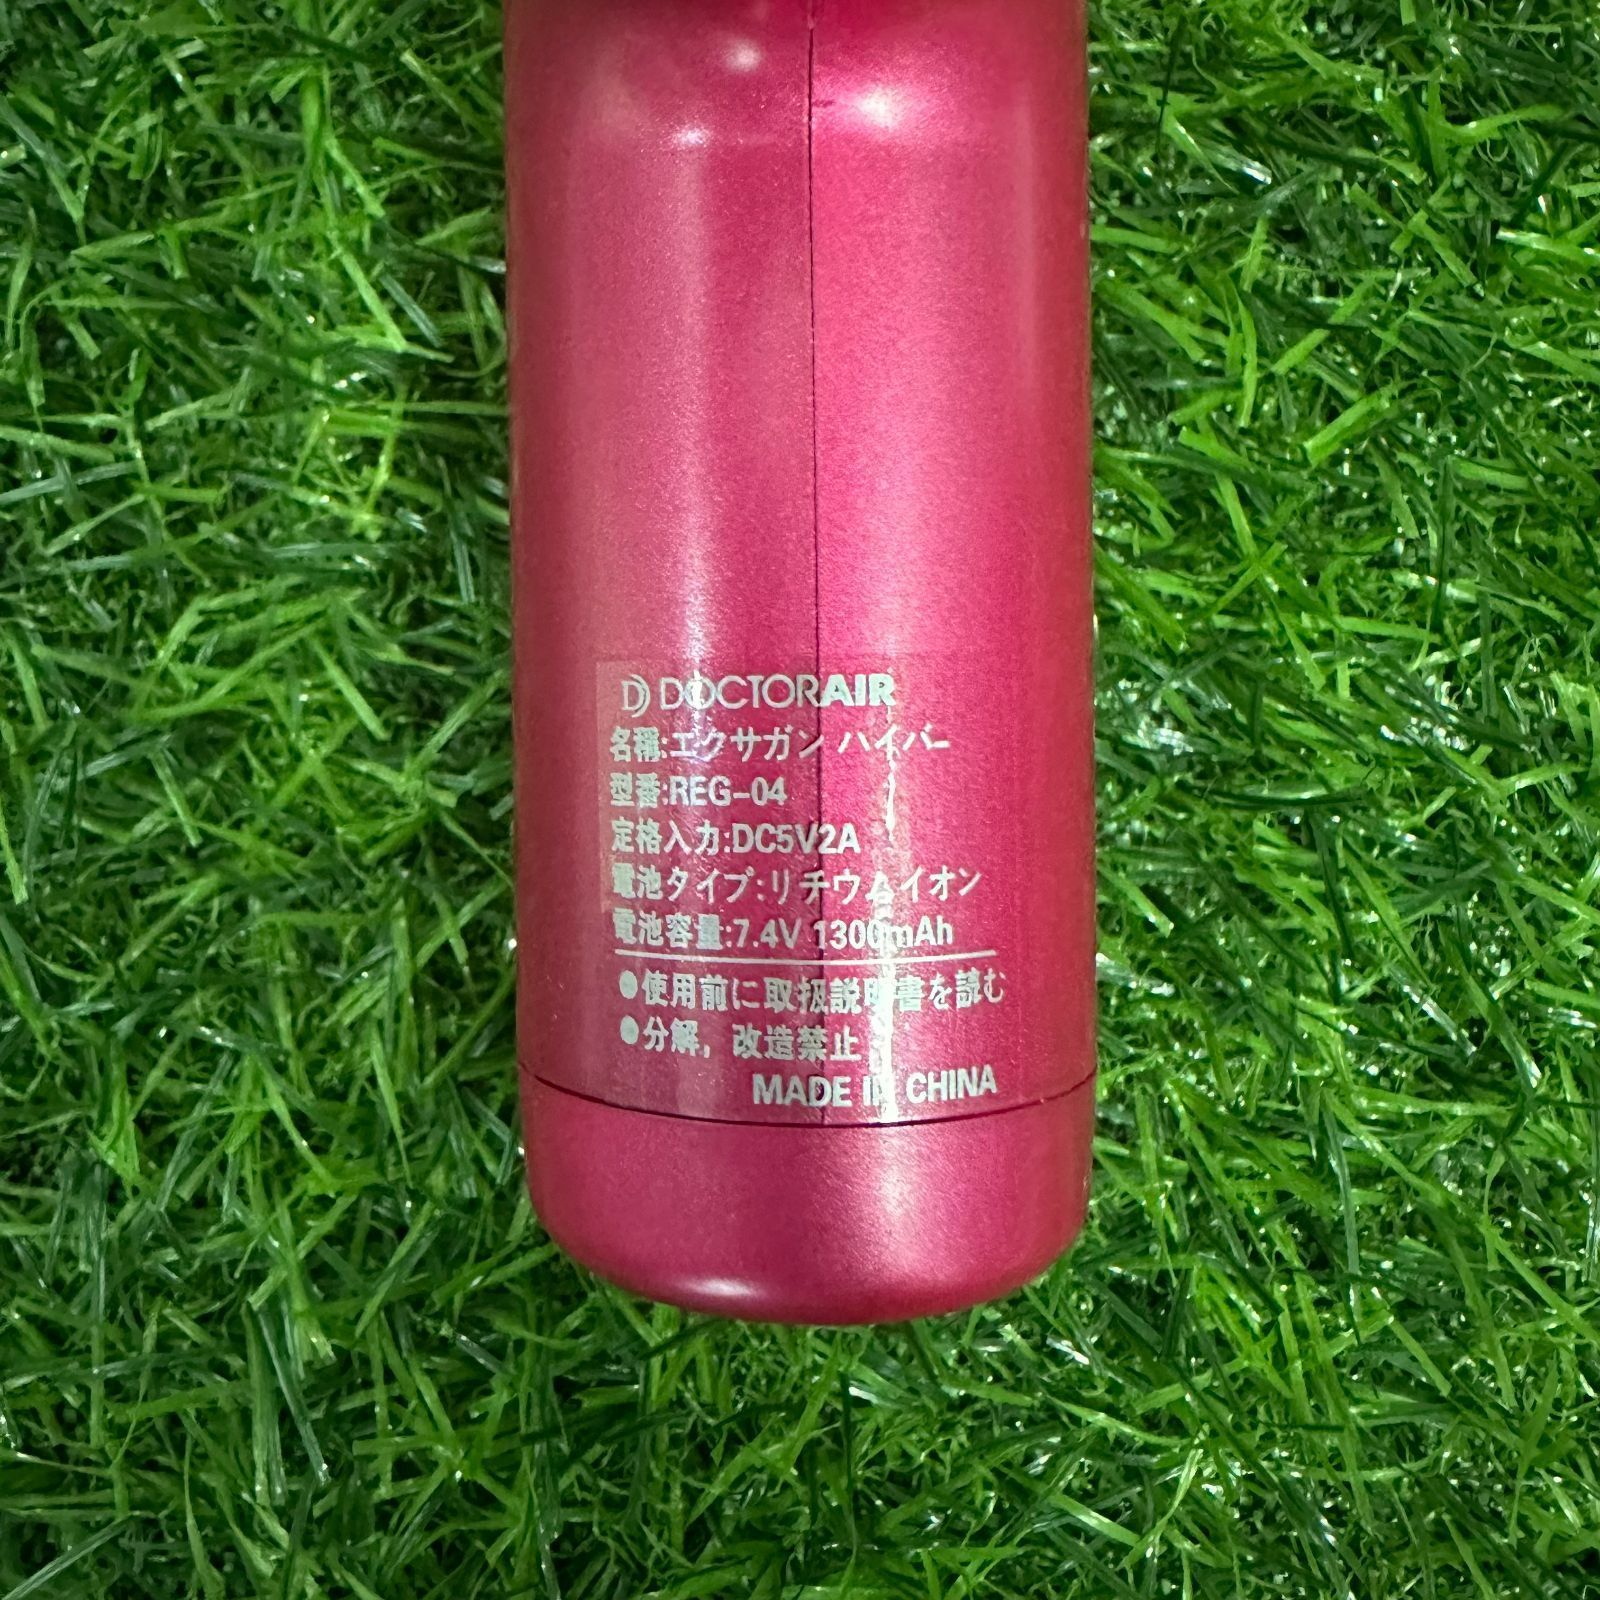 DOCTORAIR
名稱:エクサガン ハイパー
型番:REG-04
定格入力:DC5V2A
電池タイプ:リチウムイオン
電池容量:7.4V 1300mAh
●使用前に取扱説明書を読む
●分解，改造禁止
MADE IN CHINA